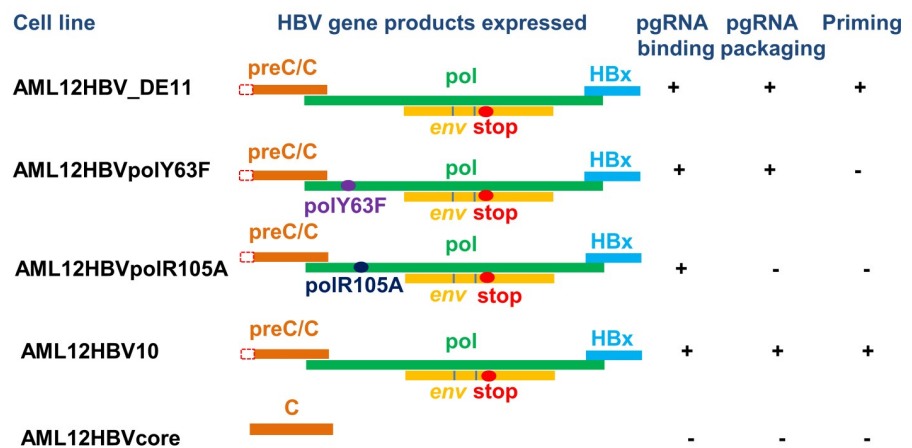 Cell line HBV gene products expressed pgRNA pgRNA Priming
binding packaging
preC/C pol HBx
AML12HBV_DE11 + + +
env stop
preC/C pol HBx
AML12HBVpolY63F + + -
polY63F env stop
preC/C pol HBx
AML12HBVpolR105A + - -
polR105A env stop
preC/C pol HBx
AML12HBV10 + + +
env stop
C
AML12HBVcore - - -